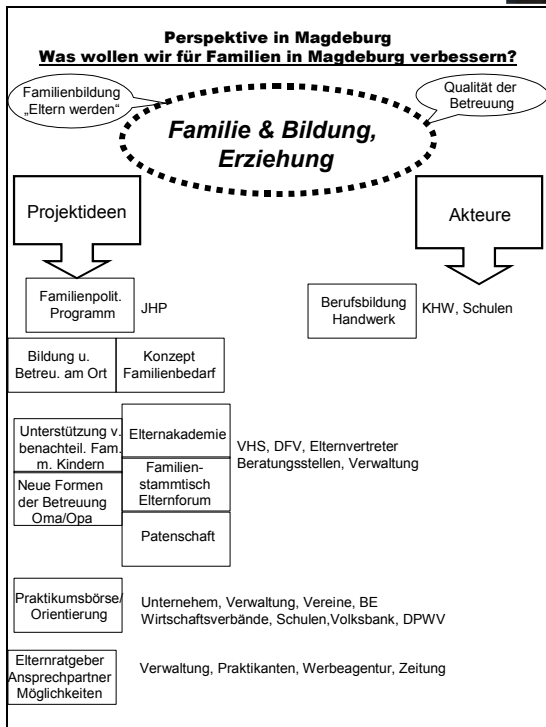 Perspektive in Magdeburg
Was wollen wir für Familien in Magdeburg verbessern?
Familienbildung
„Eltern werden“
Qualität der
Betreuung
Familie & Bildung,
Erziehung
Projektideen
Akteure
Familienpolit.
Programm
JHP
Berufsbildung
Handwerk
KHW, Schulen
Bildung u.
Betreu. am Ort
Konzept
Familienbedarf
Unterstützung v.
benachteil. Fam.
m. Kindern
Elternakademie
VHS, DFV, Elternvertreter
Beratungsstellen, Verwaltung
Neue Formen
der Betreuung
Oma/Opa
Familien-
stammtisch
Elternforum
Patenschaft
Praktikumsbörse/
Orientierung
Unternehem, Verwaltung, Vereine, BE
Wirtschaftsverbände, Schulen,Volksbank, DPWV
Elternratgeber
Ansprechpartner
Möglichkeiten
Verwaltung, Praktikanten, Werbeagentur, Zeitung